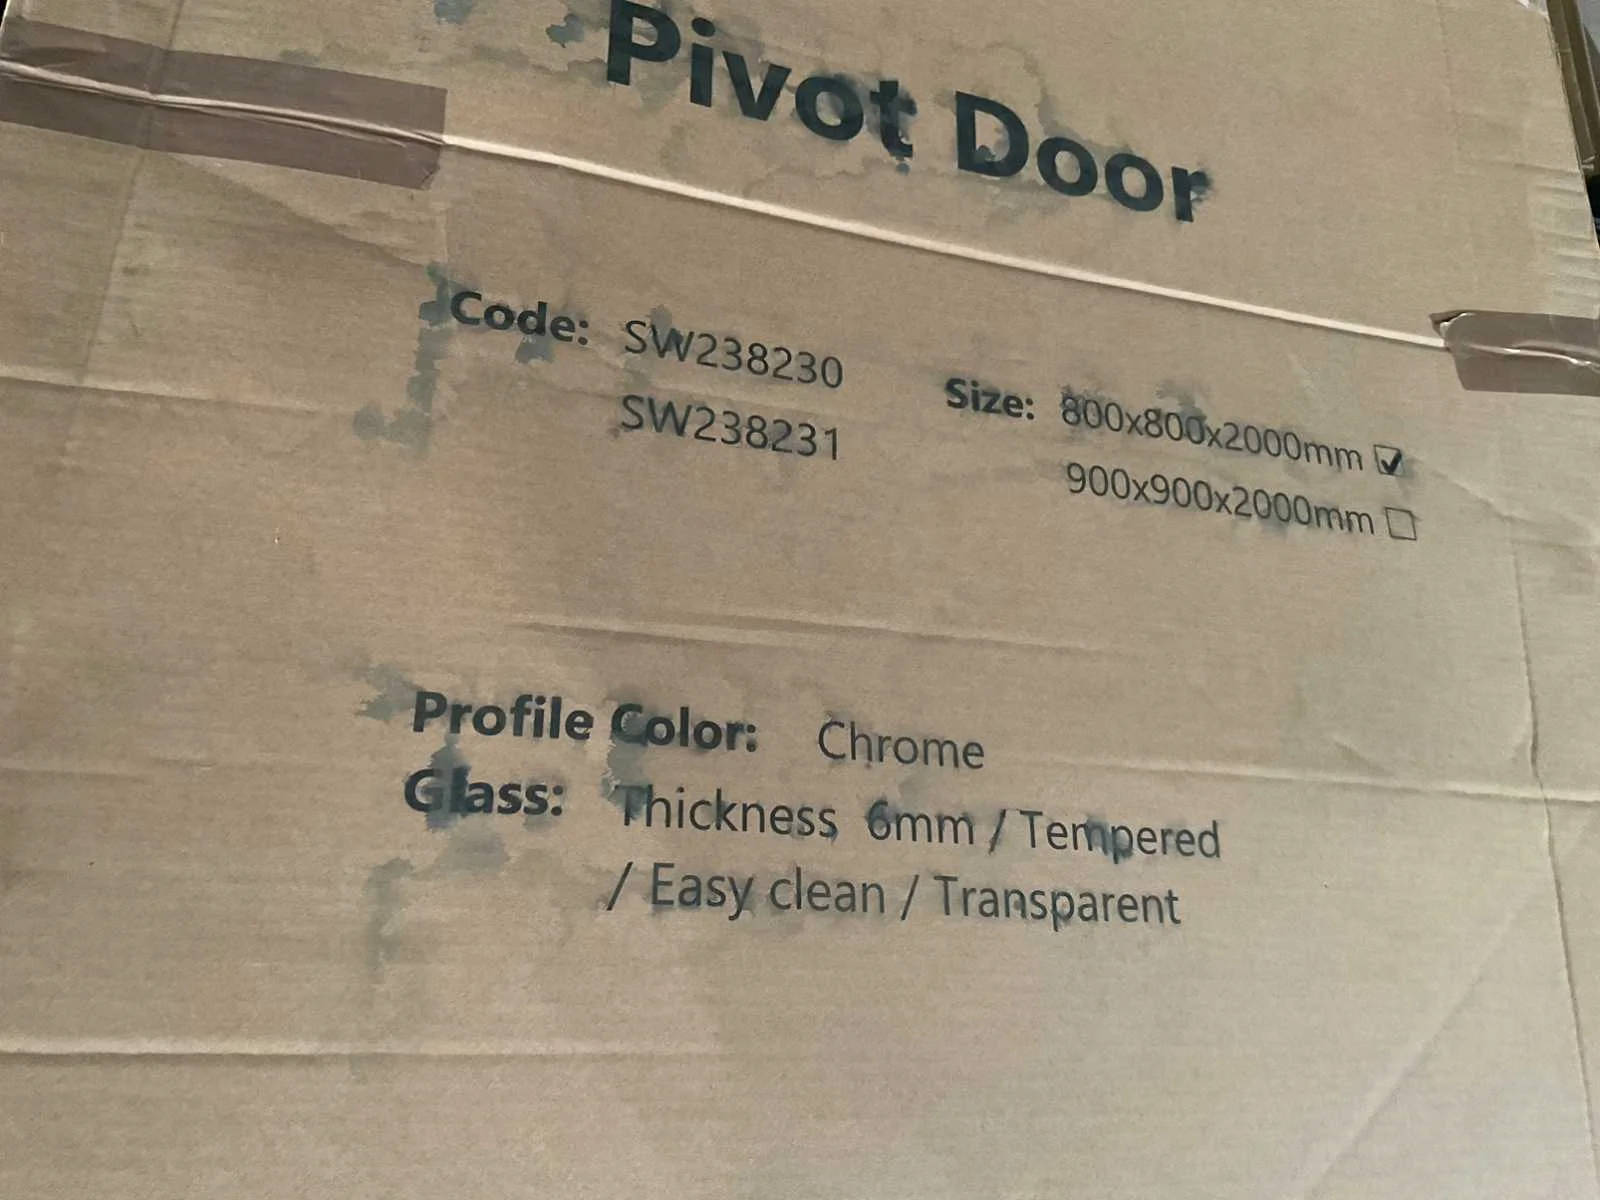 Pivot Door
Code: SW238230 Size: 800x800x2000mm ☑
SW238231 900x900x2000mm ☐
Profile Color: Chrome
Glass: Thickness 6mm / Tempered
/ Easy clean / Transparent